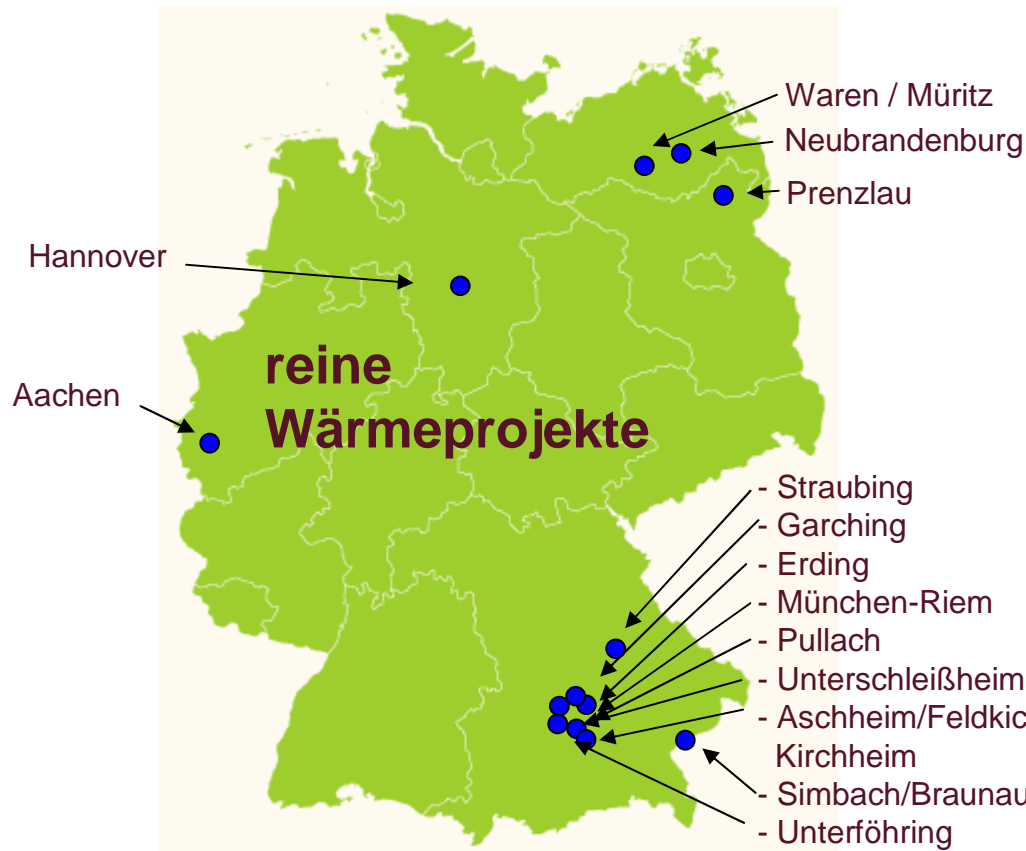 Waren / Müritz
Neubrandenburg
Prenzlau
Hannover
reine
Wärmeprojekte
Aachen
- Straubing
- Garching
- Erding
- München-Riem
- Pullach
- Unterschleißheim
- Aschheim/Feldkic
Kirchheim
- Simbach/Braunau
- Unterföhring